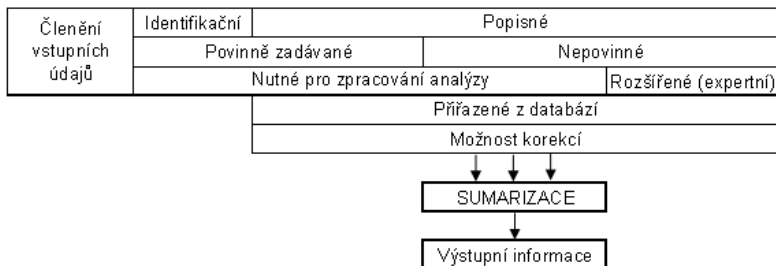 Členění
vstupních
údajů
Identifikační
Popisné
Povinně zadávané
Nepovinné
Nutné pro zpracování analýzy
Rozšířené (expertní)
Přiřazené z databází
Možnost korekcí
SUMARIZACE
Výstupní informace